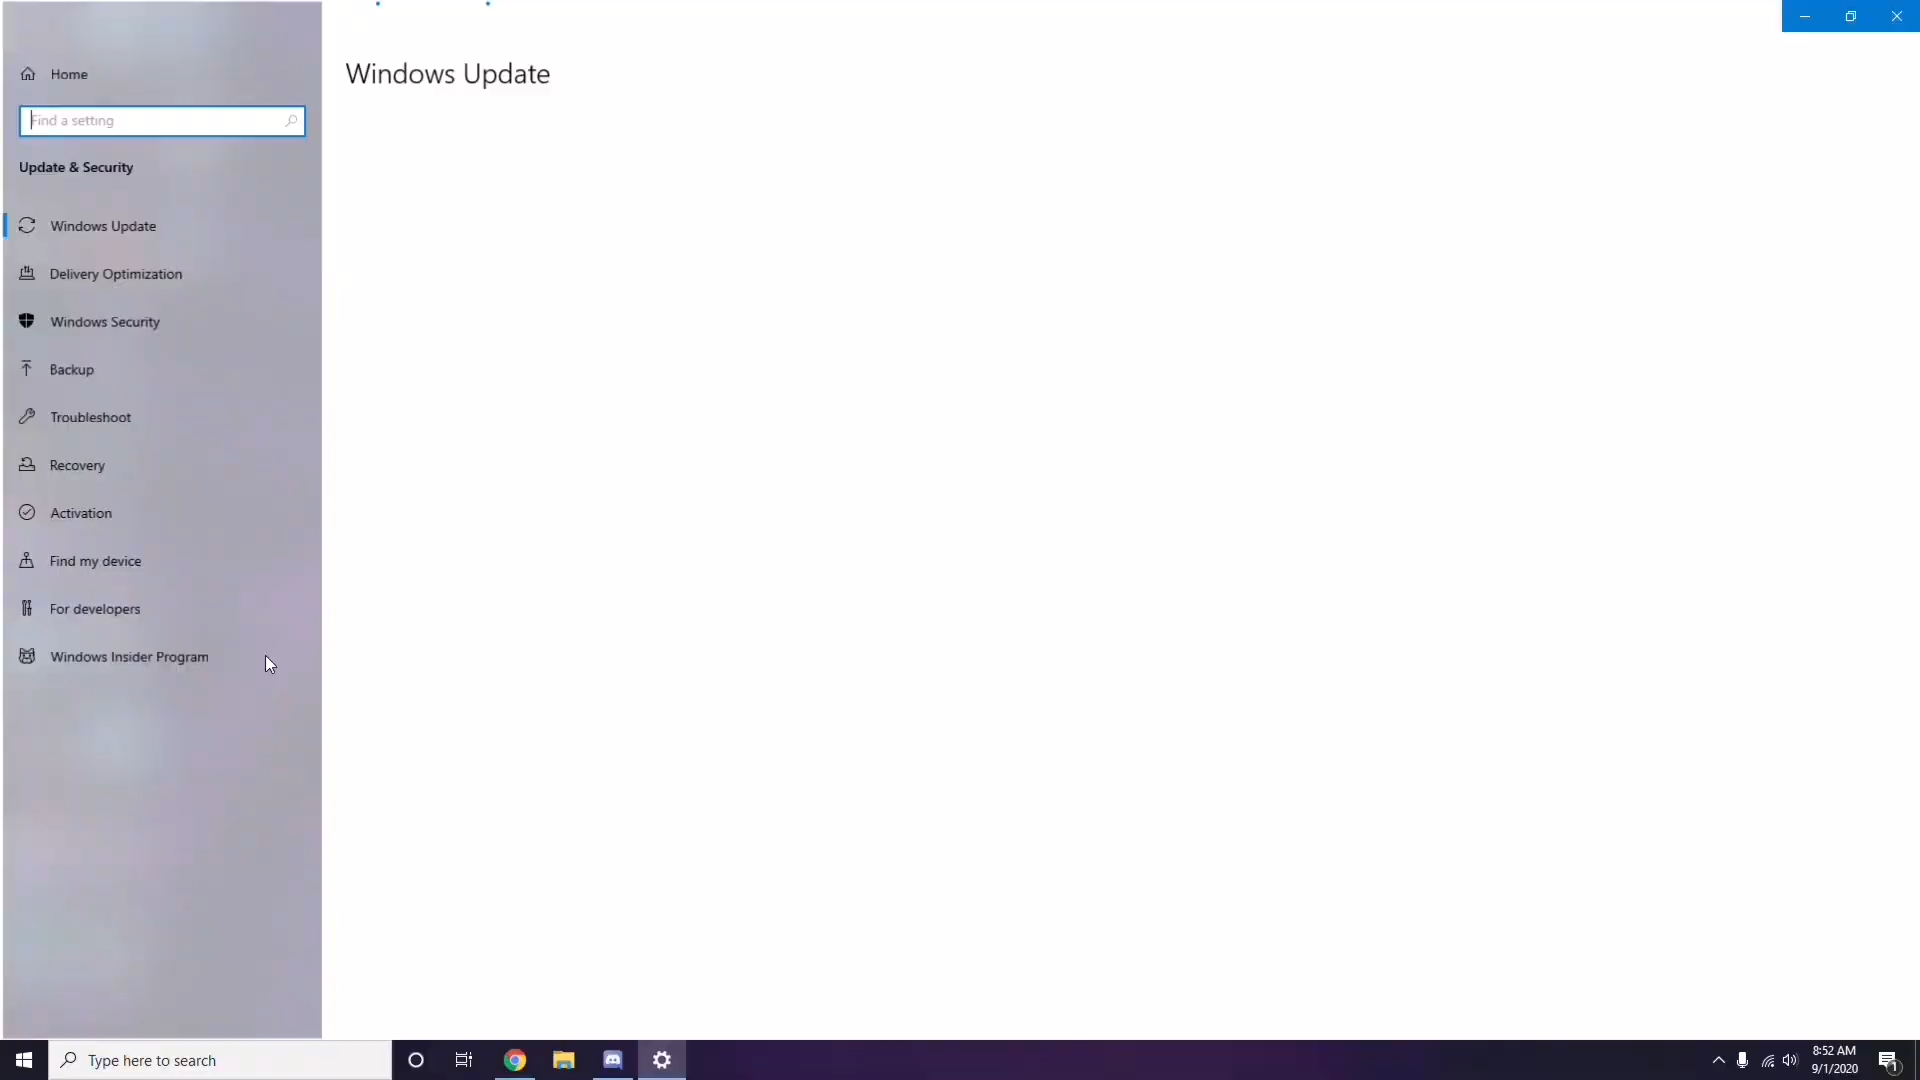 Home
Find a setting
Update & Security
Windows Update
Delivery Optimization
Windows Security
Backup
Troubleshoot
Recovery
Activation
Find my device
For developers
Windows Insider Program
Windows Update
Type here to search
8:52 AM
9/1/2020
1